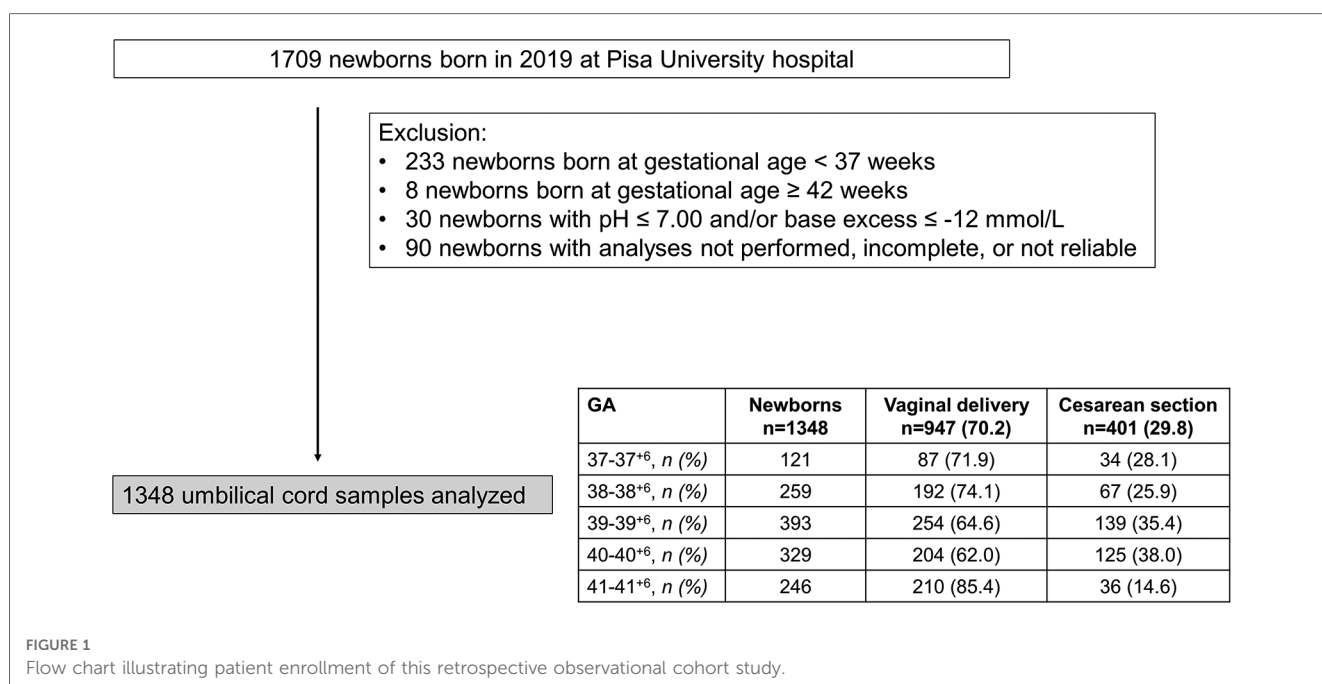 1709 newborns born in 2019 at Pisa University hospital
Exclusion:
• 233 newborns born at gestational age < 37 weeks
• 8 newborns born at gestational age ≥ 42 weeks
• 30 newborns with pH ≤ 7.00 and/or base excess ≤ -12 mmol/L
• 90 newborns with analyses not performed, incomplete, or not reliable
1348 umbilical cord samples analyzed
GA Newborns n=1348 Vaginal delivery n=947 (70.2) Cesarean section n=401 (29.8)
37-37+6, n (%) 121 87 (71.9) 34 (28.1)
38-38+6, n (%) 259 192 (74.1) 67 (25.9)
39-39+6, n (%) 393 254 (64.6) 139 (35.4)
40-40+6, n (%) 329 204 (62.0) 125 (38.0)
41-41+6, n (%) 246 210 (85.4) 36 (14.6)
FIGURE 1
Flow chart illustrating patient enrollment of this retrospective observational cohort study.